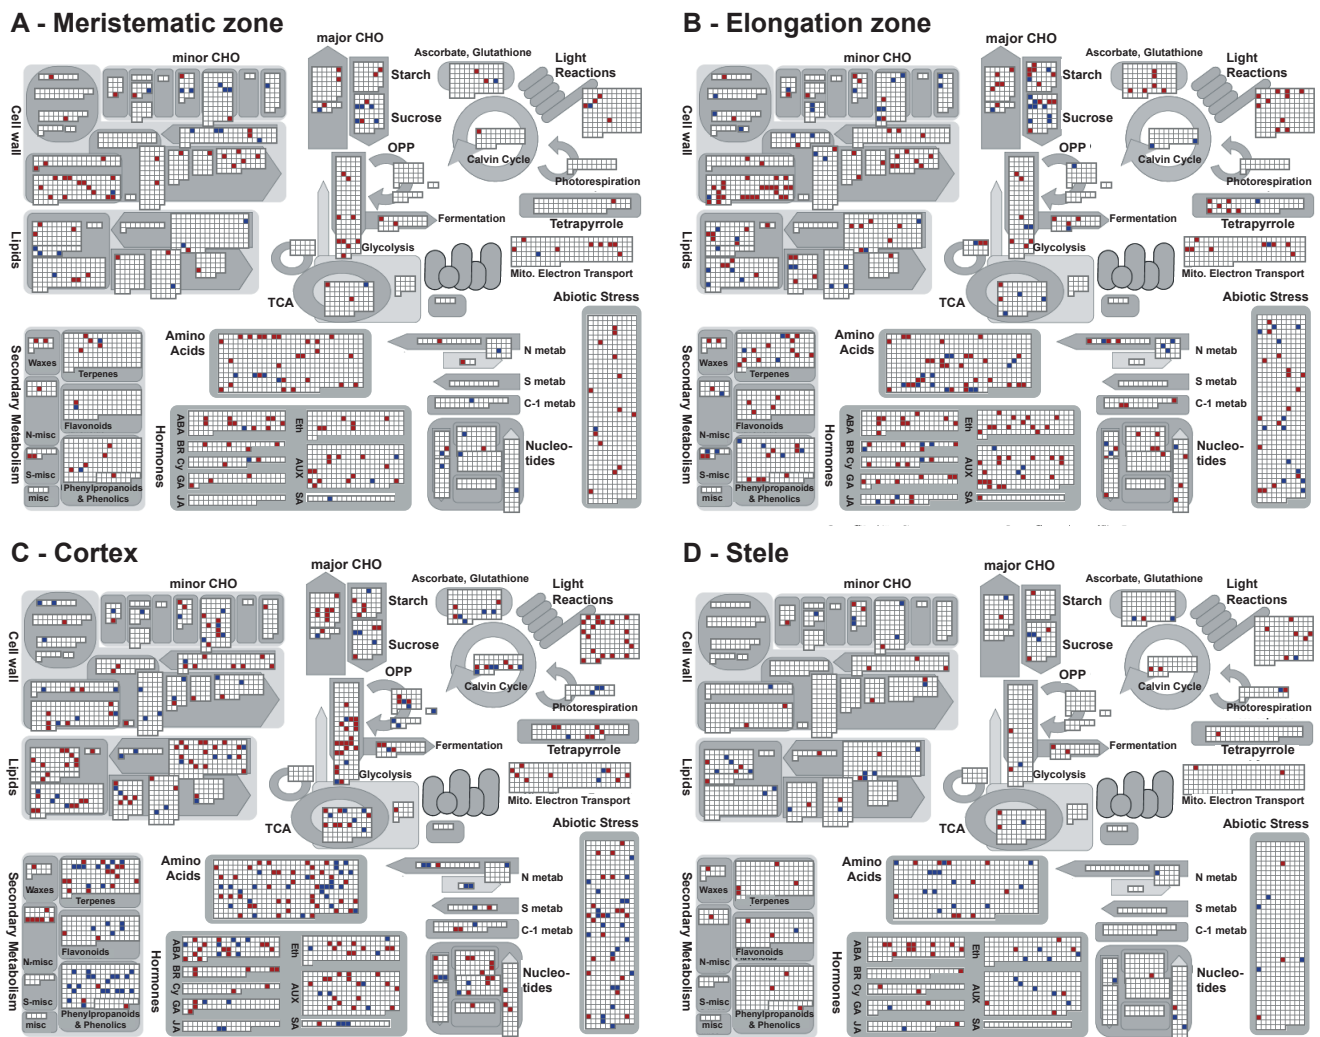 A - Meristematic zone
major CHO
minor CHO
Ascorbate, Glutathione
Light
Reactions
Starch
Sucrose
Cell wall
OPP
Calvin Cycle
Photorespiration
Fermentation
Tetrapyrrole
Lipids
Glycolysis
Mito. Electron Transport
TCA
Abiotic Stress
Amino
Acids
Secondary Metabolism
Waxes
Terpenes
N metab
S metab
C-1 metab
Flavonoids
N-misc
Hormones
ABA
BR
Cy
GA
JA
Eth
AUX
SA
Nucleo-
tides
S-misc
misc
Phenylpropanoids
& Phenolics
B - Elongation zone
major CHO
minor CHO
Ascorbate, Glutathione
Light
Reactions
Starch
Sucrose
Cell wall
OPP
Calvin Cycle
Photorespiration
Fermentation
Tetrapyrrole
Lipids
Glycolysis
Mito. Electron Transport
TCA
Abiotic Stress
Amino
Acids
Secondary Metabolism
Waxes
Terpenes
N metab
S metab
C-1 metab
Flavonoids
N-misc
Hormones
ABA
BR
Cy
GA
JA
Eth
AUX
SA
Nucleo-
tides
S-misc
misc
Phenylpropanoids
& Phenolics
C - Cortex
major CHO
minor CHO
Ascorbate, Glutathione
Light
Reactions
Starch
Sucrose
Cell wall
OPP
Calvin Cycle
Photorespiration
Fermentation
Tetrapyrrole
Lipids
Glycolysis
Mito. Electron Transport
TCA
Abiotic Stress
Amino
Acids
Secondary Metabolism
Waxes
Terpenes
N metab
S metab
C-1 metab
Flavonoids
N-misc
Hormones
ABA
BR
Cy
GA
JA
Eth
AUX
SA
Nucleo-
tides
S-misc
misc
Phenylpropanoids
& Phenolics
D - Stele
major CHO
minor CHO
Ascorbate, Glutathione
Light
Reactions
Starch
Sucrose
Cell wall
OPP
Calvin Cycle
Photorespiration
Fermentation
Tetrapyrrole
Lipids
Glycolysis
Mito. Electron Transport
TCA
Abiotic Stress
Amino
Acids
Secondary Metabolism
Waxes
Terpenes
N metab
S metab
C-1 metab
Flavonoids
N-misc
Hormones
ABA
BR
Cy
GA
JA
Eth
AUX
SA
Nucleo-
tides
S-misc
misc
Phenylpropanoids
& Phenolics